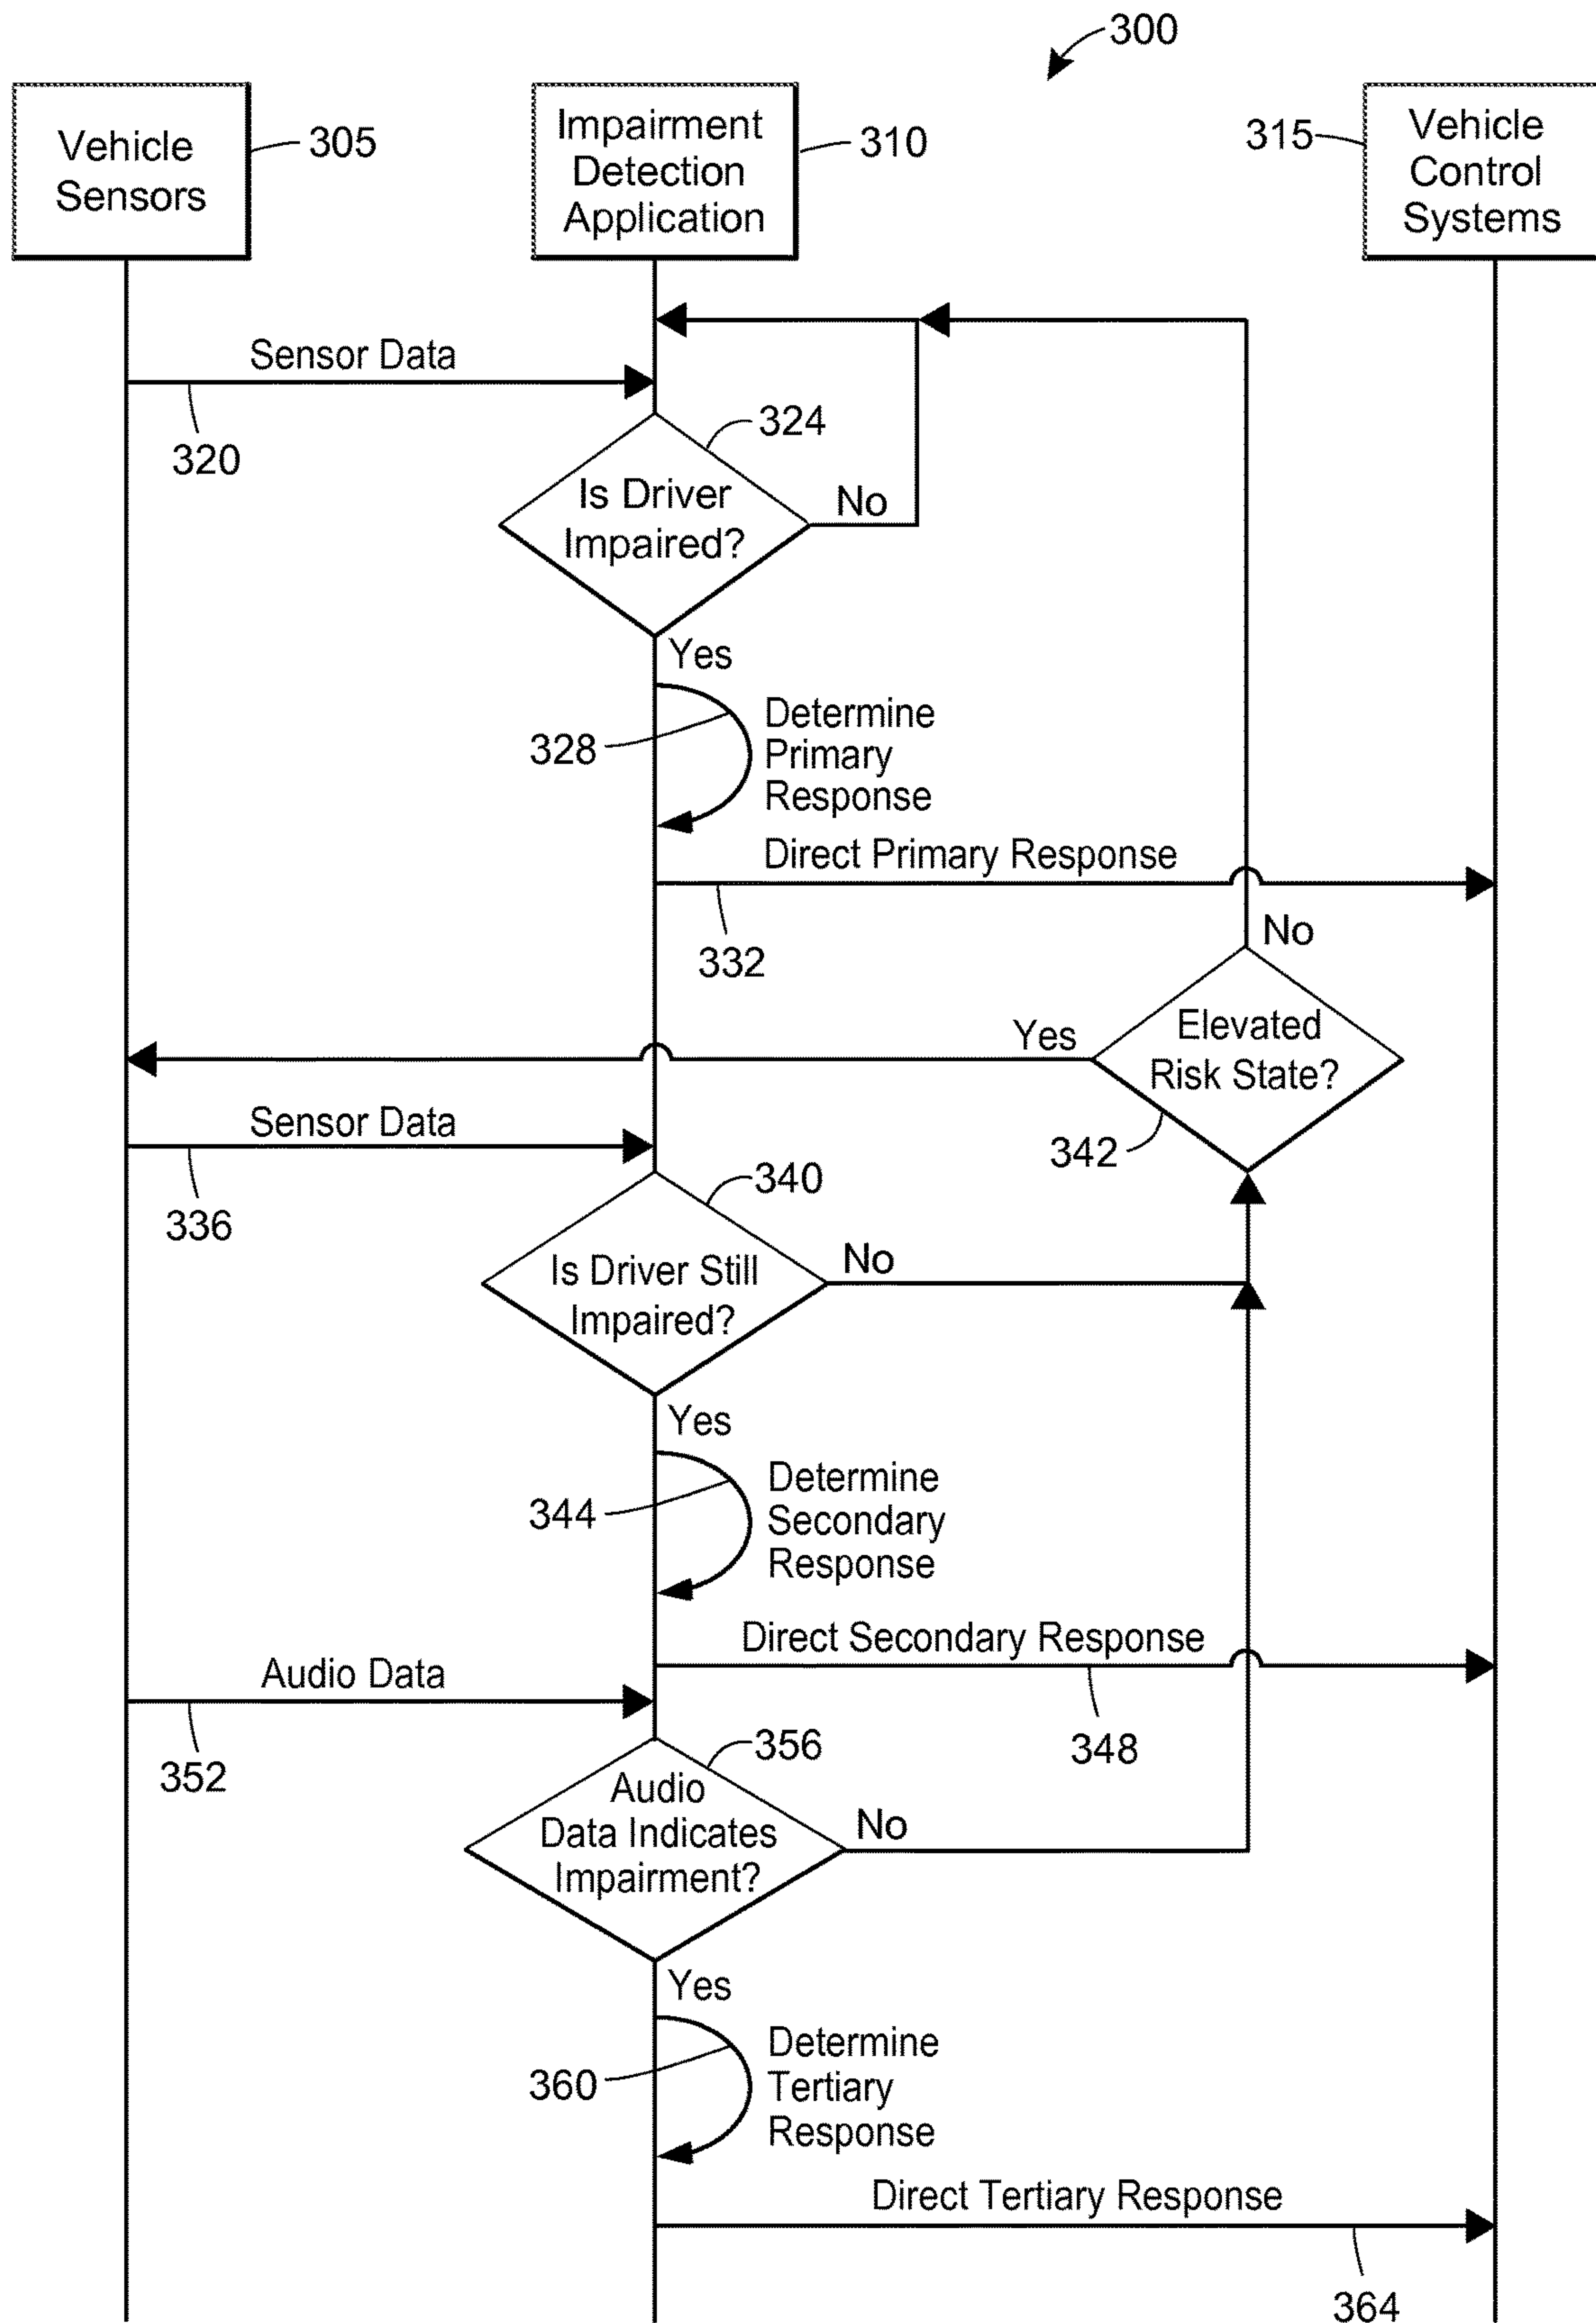 300
Vehicle
Sensors
305
Impairment
Detection
Application
310
315
Vehicle
Control
Systems
Sensor Data
320
324
Is Driver
Impaired?
No
Yes
328
Determine
Primary
Response
Direct Primary Response
332
No
Elevated
Risk State?
Yes
342
Sensor Data
336
340
Is Driver Still
Impaired?
No
Yes
344
Determine
Secondary
Response
Direct Secondary Response
348
Audio Data
352
356
Audio
Data Indicates
Impairment?
No
Yes
360
Determine
Tertiary
Response
Direct Tertiary Response
364